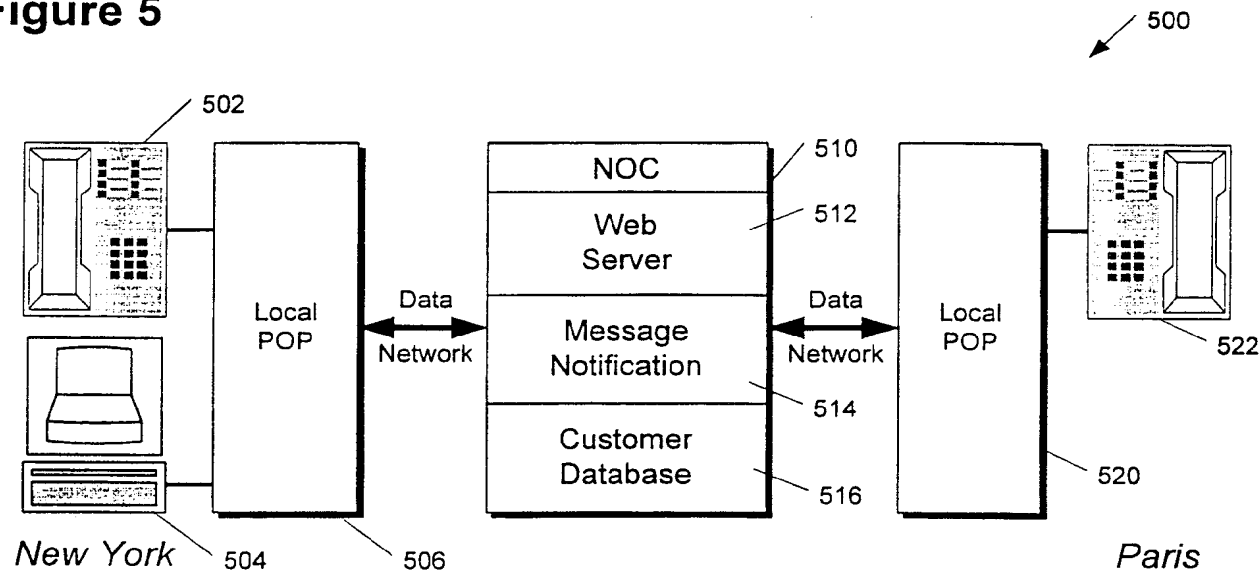 Figure 5
500
502
NOC
510
Web
Server
512
Local
POP
Data
Network
Message
Notification
514
Data
Network
Local
POP
522
Customer
Database
516
520
New York
504
506
Paris